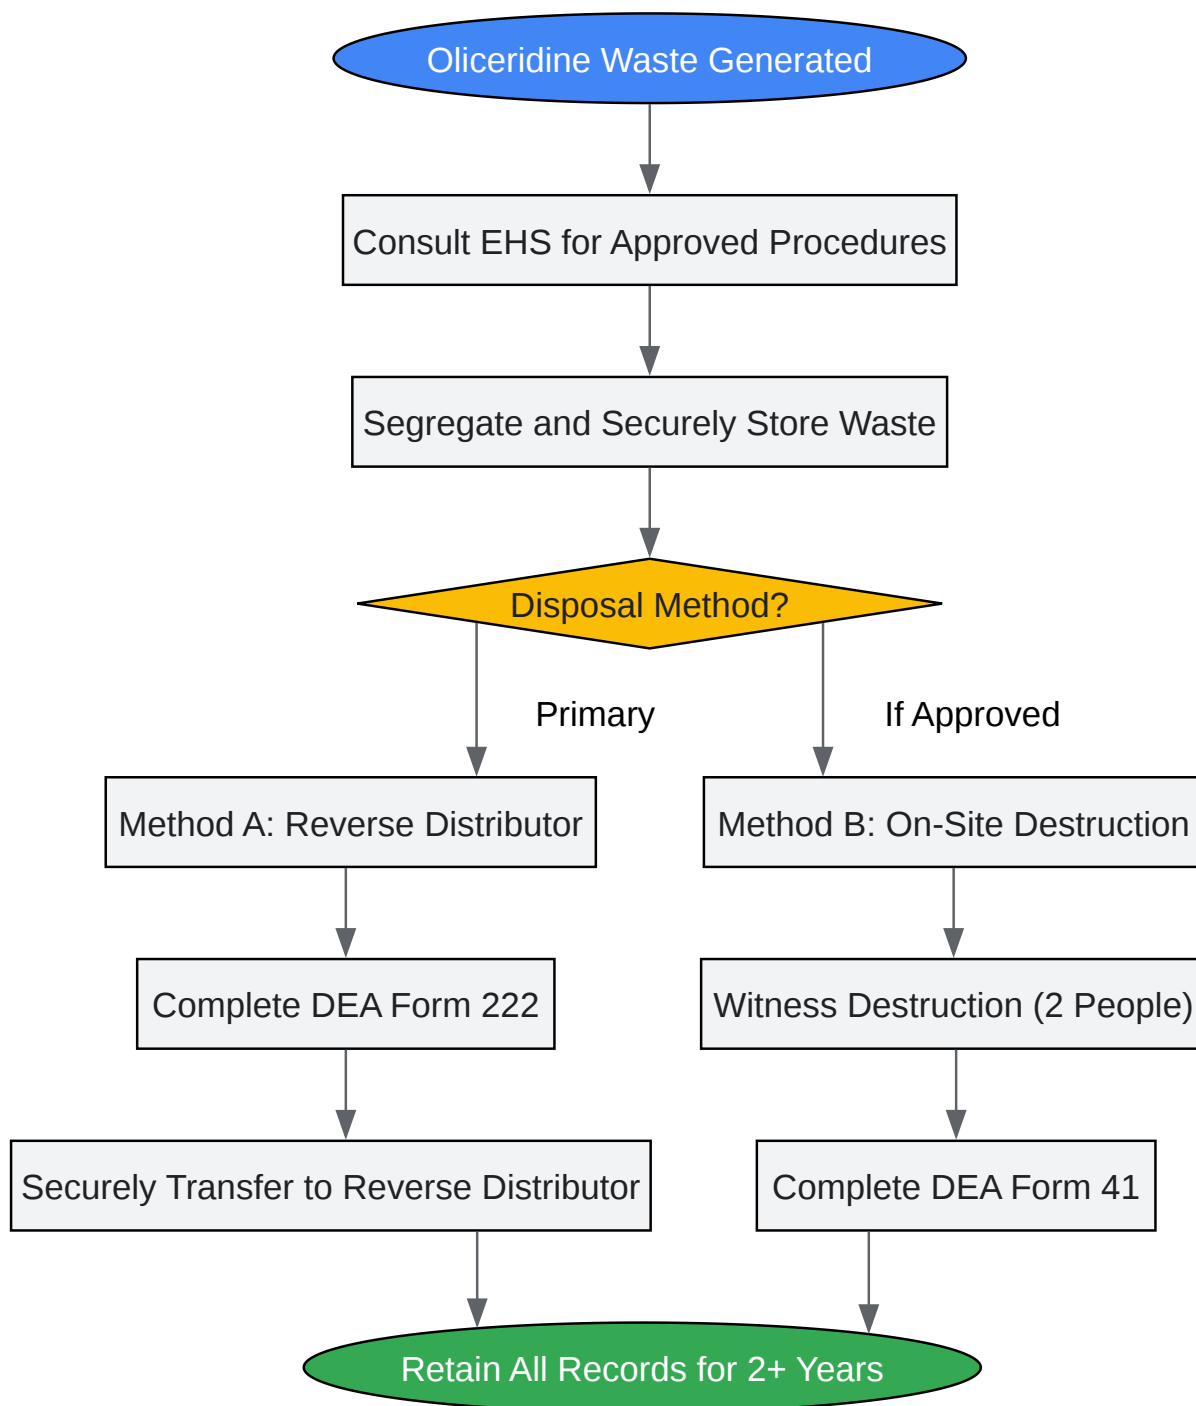 Oliceridine Waste Generated
Consult EHS for Approved Procedures
Segregate and Securely Store Waste
Disposal Method?
Primary
If Approved
Method A: Reverse Distributor
Method B: On-Site Destruction
Complete DEA Form 222
Witness Destruction (2 People)
Securely Transfer to Reverse Distributor
Complete DEA Form 41
Retain All Records for 2+ Years